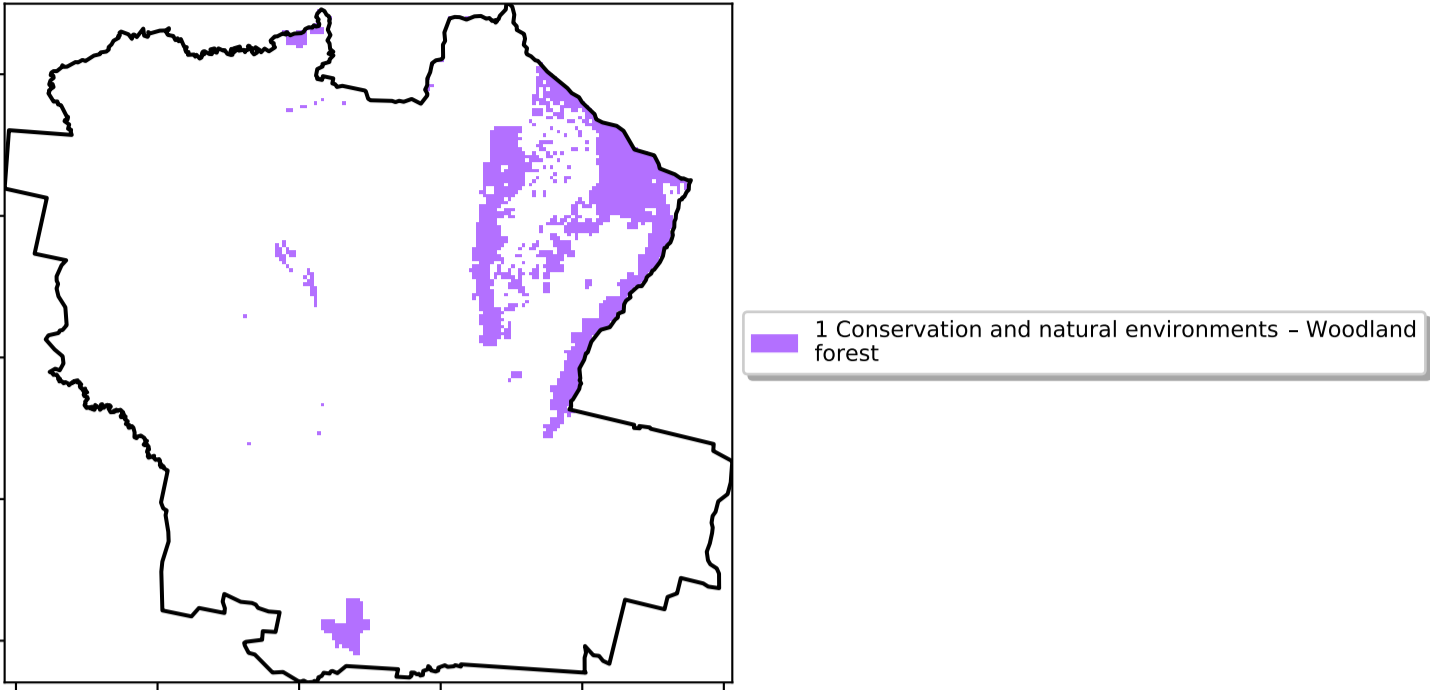 1 Conservation and natural environments – Woodland
forest